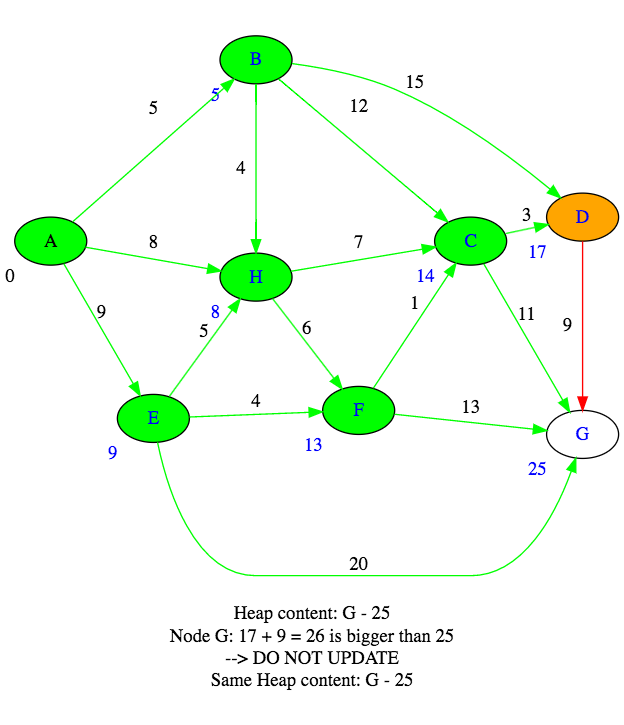 B
15
5
5
12
4
A
8
7
3
D
C
17
0
H
14
9
8
5
6
1
11
9
E
4
F
13
G
9
13
25
20
Heap content: G - 25
Node G: 17 + 9 = 26 is bigger than 25
--> DO NOT UPDATE
Same Heap content: G - 25